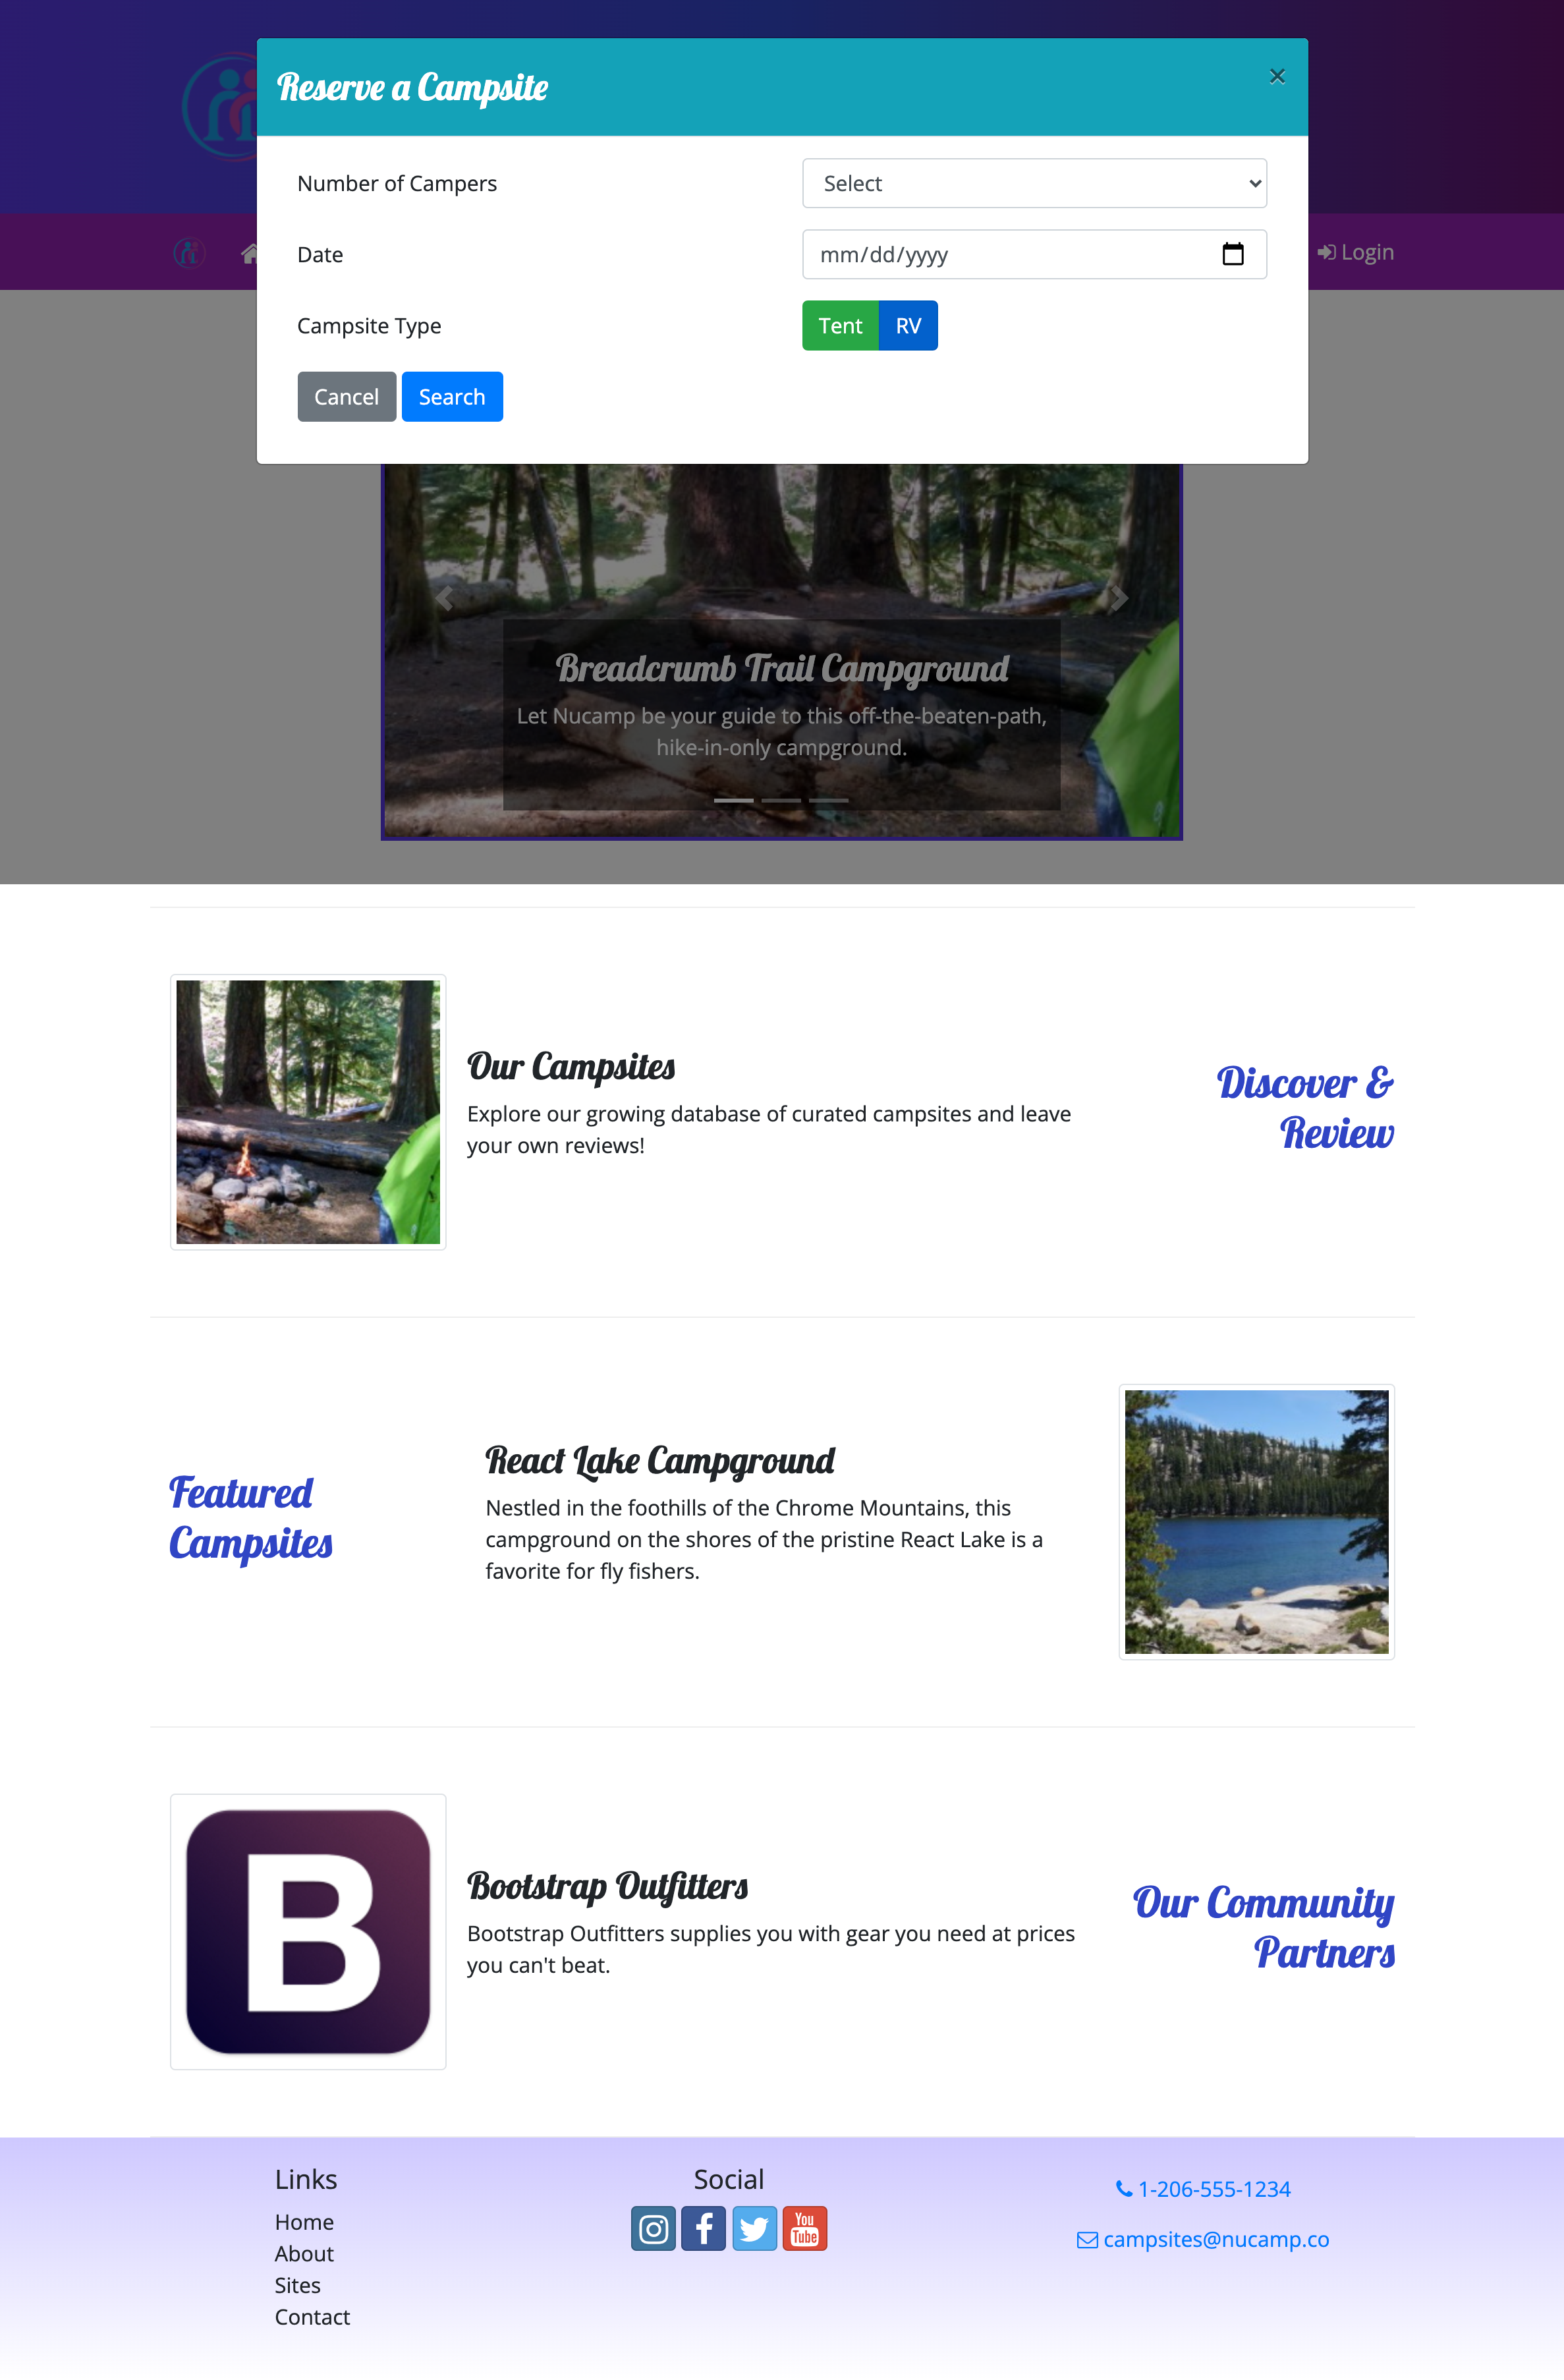 Reserve a Campsite
×
Number of Campers
Select
Date
mm/dd/yyyy
Campsite Type
Tent
RV
Cancel
Search
Login
Breadcrumb Trail Campground
Let Nucamp be your guide to this off-the-beaten-path,
hike-in-only campground.
Our Campsites
Explore our growing database of curated campsites and leave
your own reviews!
Discover &
Review
Featured
Campsites
React Lake Campground
Nestled in the foothills of the Chrome Mountains, this
campground on the shores of the pristine React Lake is a
favorite for fly fishers.
B
Bootstrap Outfitters
Bootstrap Outfitters supplies you with gear you need at prices
you can't beat.
Our Community
Partners
Links
Home
About
Sites
Contact
Social
You
Tube
1-206-555-1234
campsites@nucamp.co